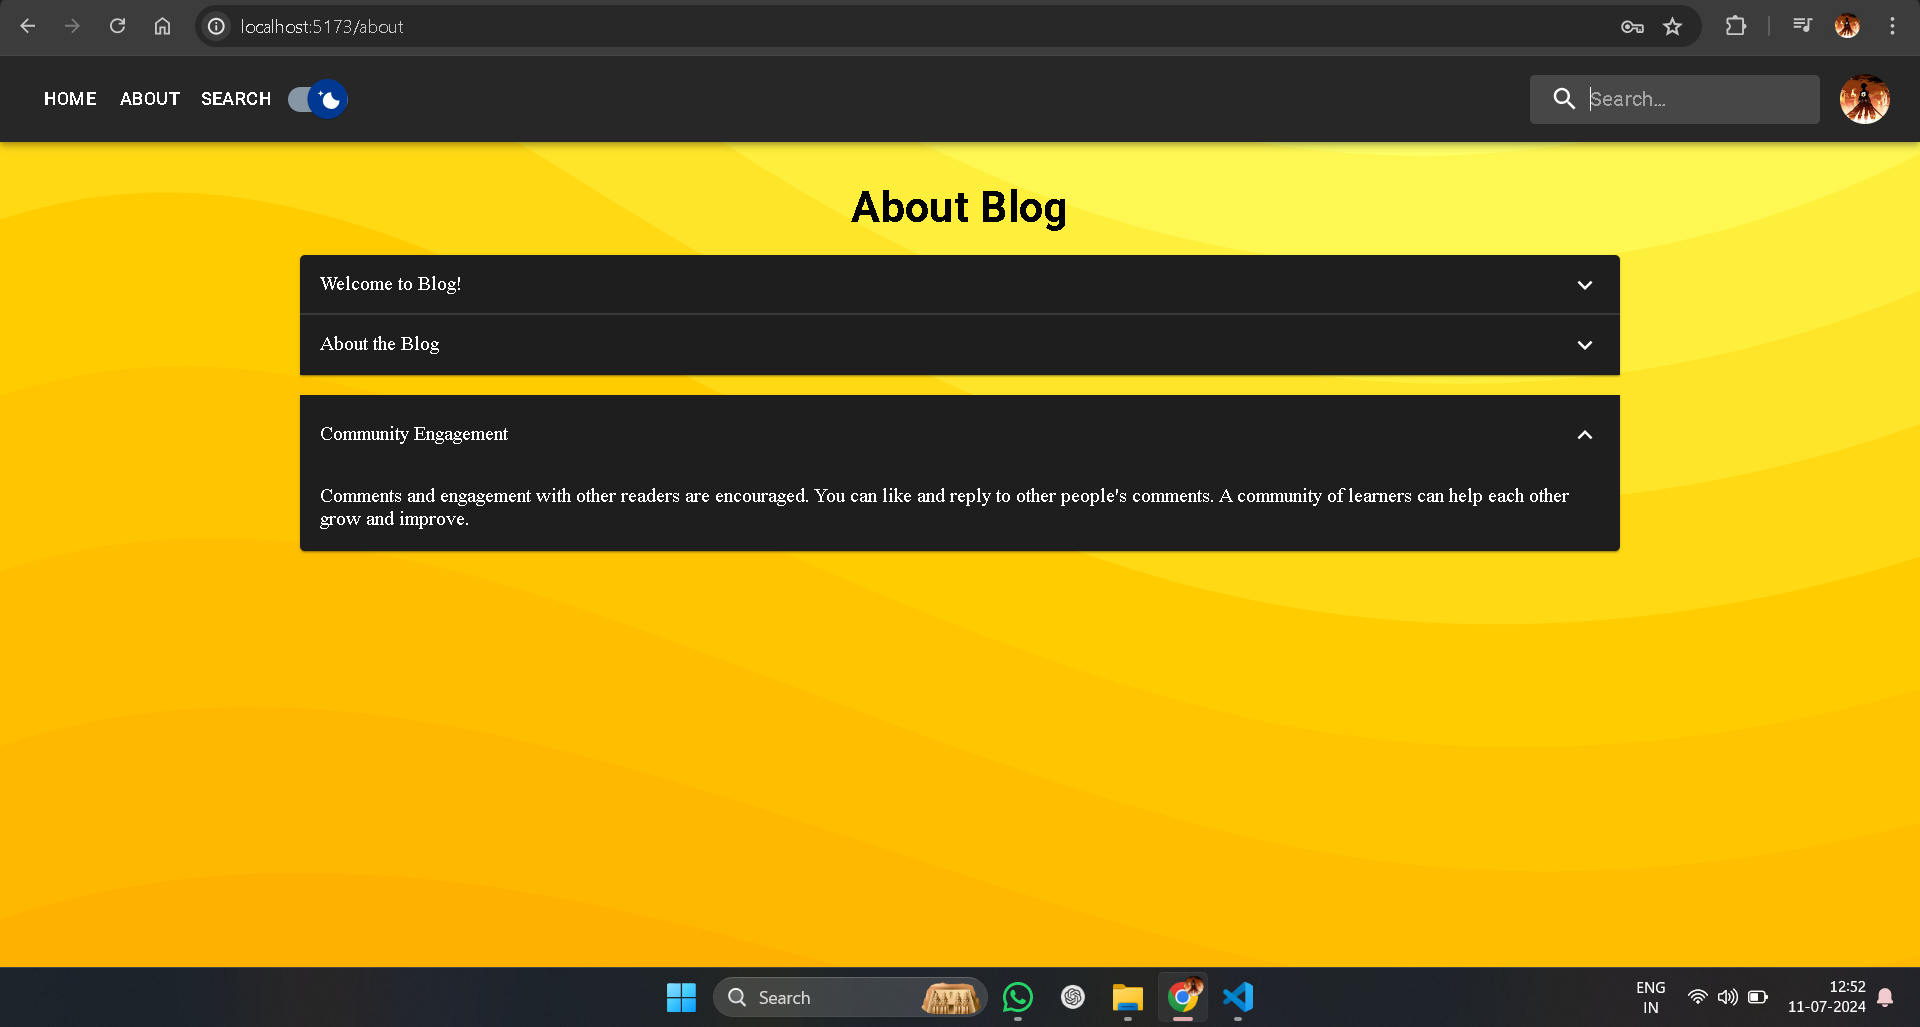 localhost:5173/about
HOME ABOUT SEARCH
Search...
About Blog
Welcome to Blog!
About the Blog
Community Engagement
Comments and engagement with other readers are encouraged. You can like and reply to other people's comments. A community of learners can help each other
grow and improve.
Search
ENG
IN
12:52
11-07-2024